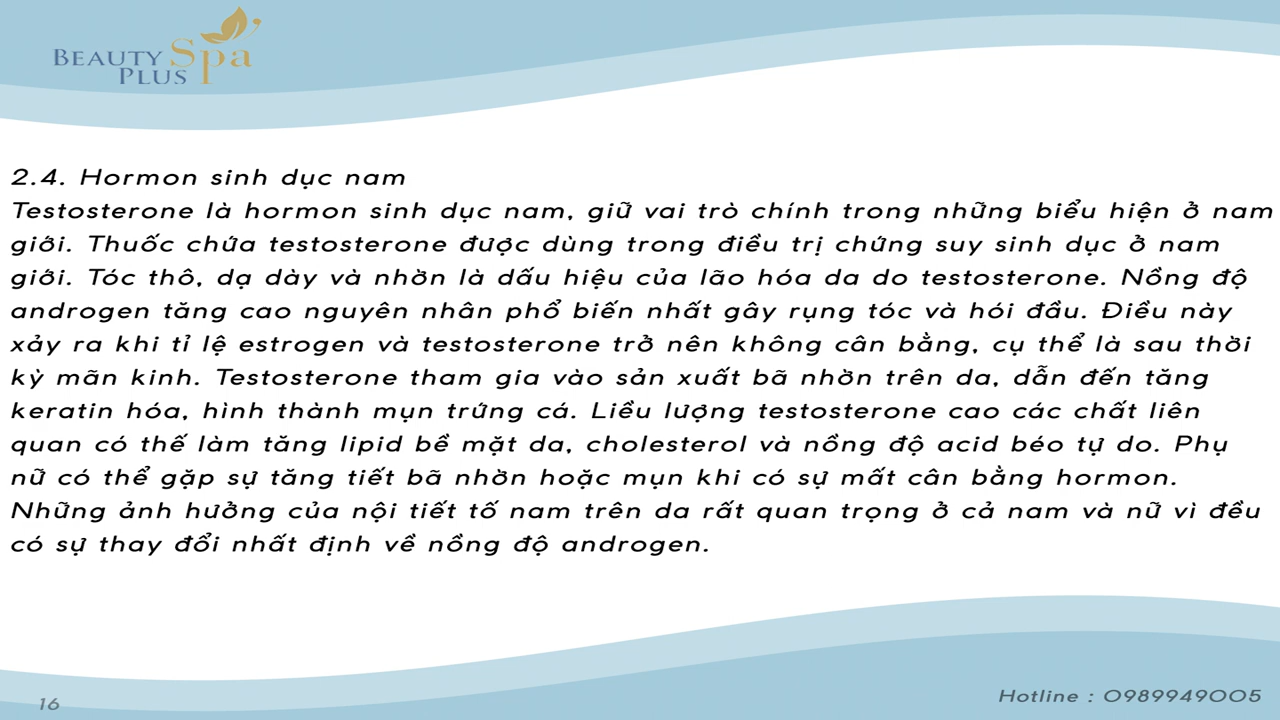 BEAUTY Spa
PLUS
2.4. Hormon sinh dục nam
Testosterone là hormon sinh dục nam, giữ vai trò chính trong những biểu hiện ở nam
giới. Thuốc chứa testosterone được dùng trong điều trị chứng suy sinh dục ở nam
giới. Tóc thô, dạ dày và nhờn là dấu hiệu của lão hóa da do testosterone. Nồng độ
androgen tăng cao nguyên nhân phổ biến nhất gây rụng tóc và hói đầu. Điều này
xảy ra khi tỉ lệ estrogen và testosterone trở nên không cân bằng, cụ thể là sau thời
kỳ mãn kinh. Testosterone tham gia vào sản xuất bã nhờn trên da, dẫn đến tăng
keratin hóa, hình thành mụn trứng cá. Liều lượng testosterone cao các chất liên
quan có thế làm tăng lipid bề mặt da, cholesterol và nồng độ acid béo tự do. Phụ
nữ có thể gặp sự tăng tiết bã nhờn hoặc mụn khi có sự mất cân bằng hormon.
Những ảnh hưởng của nội tiết tố nam trên da rất quan trọng ở cả nam và nữ vì đều
có sự thay đổi nhất định về nồng độ androgen.
16
Hotline : 0989949005